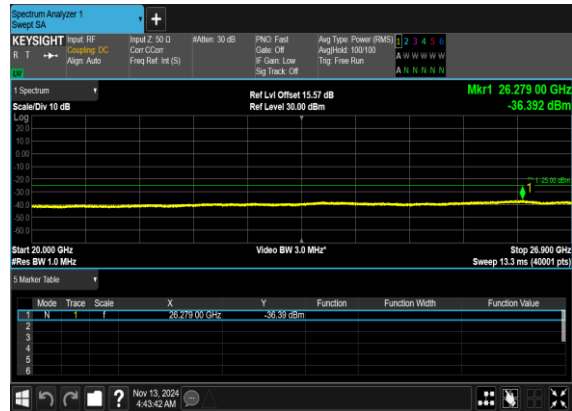 Spectrum Analyzer 1
Swept SA
+
KEYSIGHT Input: RF Input Z: 50 Ω #Atten: 30 dB PNO: Fast Avg Type: Power (RMS) 1 2 3 4 5 6
R T Coupling: DC Corr CCorr Gate: Off Avg|Hold: 100/100 A W W W W W
Align: Auto Freq Ref: Int (S) IF Gain: Low Trig: Free Run
Sig Track: Off A N N N N N
1 Spectrum Ref Lvl Offset 15.57 dB Mkr1 26.279 00 GHz
Scale/Div 10 dB Ref Level 30.00 dBm -36.392 dBm
Log
20.0
10.0
0.00
-10.0
-20.0
-25.00 dBm
-30.0 1
-40.0
-50.0
-60.0
Start 20.000 GHz Video BW 3.0 MHz* Stop 26.900 GHz
#Res BW 1.0 MHz Sweep 13.3 ms (40001 pts)
5 Marker Table
Mode Trace Scale X Y Function Function Width Function Value
1 N 1 f 26.279 00 GHz -36.39 dBm
2
3
4
5
6
? Nov 13, 2024
4:43:42 AM